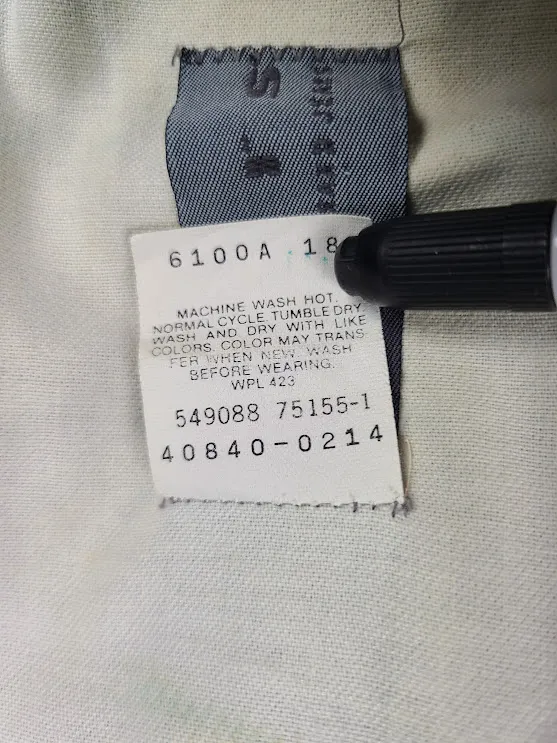 6100A 18
MACHINE WASH HOT.
NORMAL CYCLE. TUMBLE DRY
WASH AND DRY WITH LIKE
COLORS. COLOR MAY TRANS
FER WHEN NEW. WASH
BEFORE WEARING.
WPL 423
549088 75155-1
40840-0214